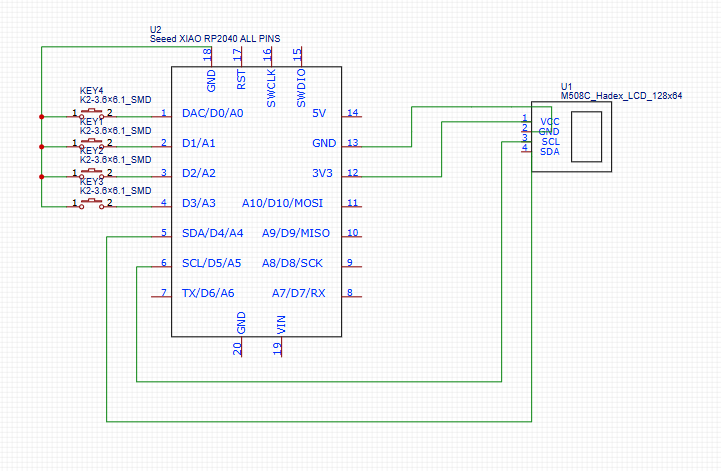 U2
Seeed XIAO RP2040 ALL PINS
18 17 16 15
GND RST SWCLK SWDIO
KEY4
K2-3.6×6.1_SMD
1 2
KEY1
K2-3.6×6.1_SMD
1 2
KEY2
K2-3.6×6.1_SMD
1 2
KEY3
K2-3.6×6.1_SMD
1 2
1 DAC/D0/A0 5V 14
2 D1/A1 GND 13
3 D2/A2 3V3 12
4 D3/A3 A10/D10/MOSI 11
5 SDA/D4/A4 A9/D9/MISO 10
6 SCL/D5/A5 A8/D8/SCK 9
7 TX/D6/A6 A7/D7/RX 8
GND VIN
20 19
U1
M508C_Hadex_LCD_128x64
1 VCC
2 GND
3 SCL
4 SDA